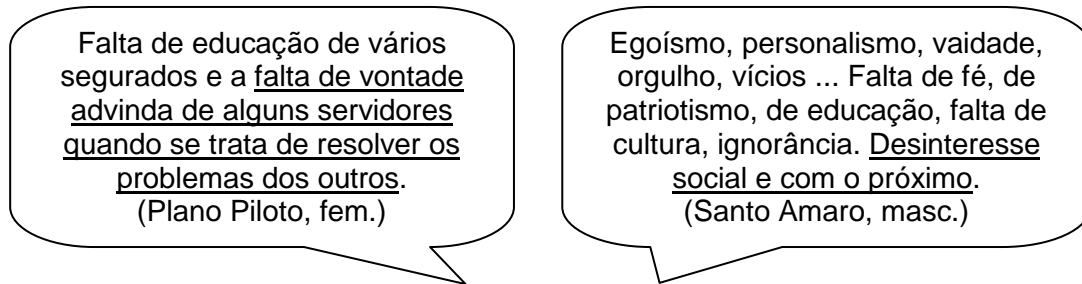 Falta de educação de vários
segurados e a falta de vontade
advinda de alguns servidores
quando se trata de resolver os
problemas dos outros.
(Plano Piloto, fem.)
Egoísmo, personalismo, vaidade,
orgulho, vícios ... Falta de fé, de
patriotismo, de educação, falta de
cultura, ignorância. Desinteresse
social e com o próximo.
(Santo Amaro, masc.)